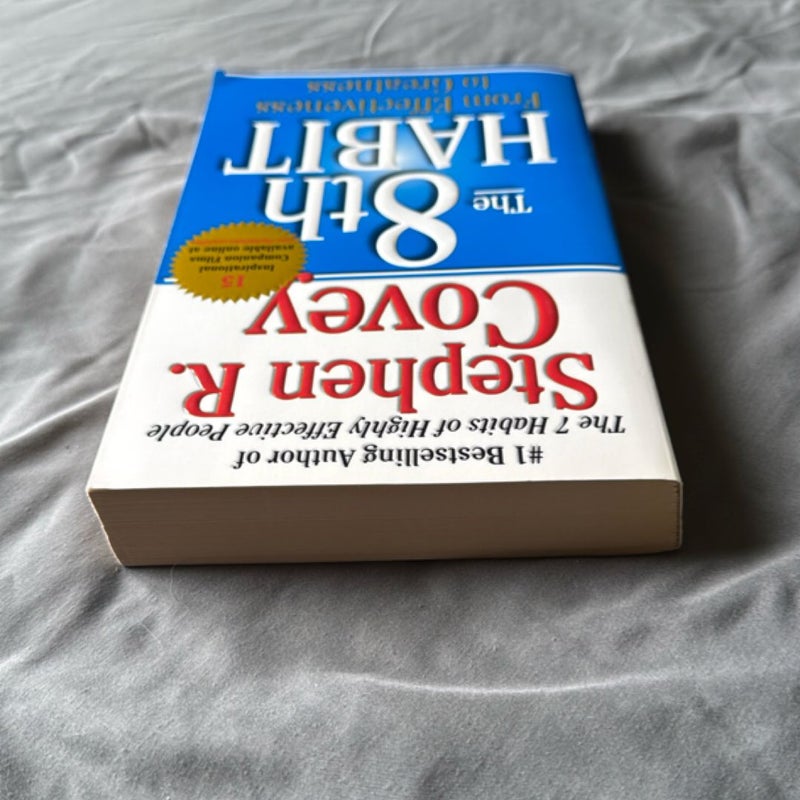 #1 Bestselling Author of
The 7 Habits of Highly Effective People
Stephen R.
Covey
15
Inspirational
Companion Films
available online at
The
8th
HABIT
From Effectiveness
to Greatness